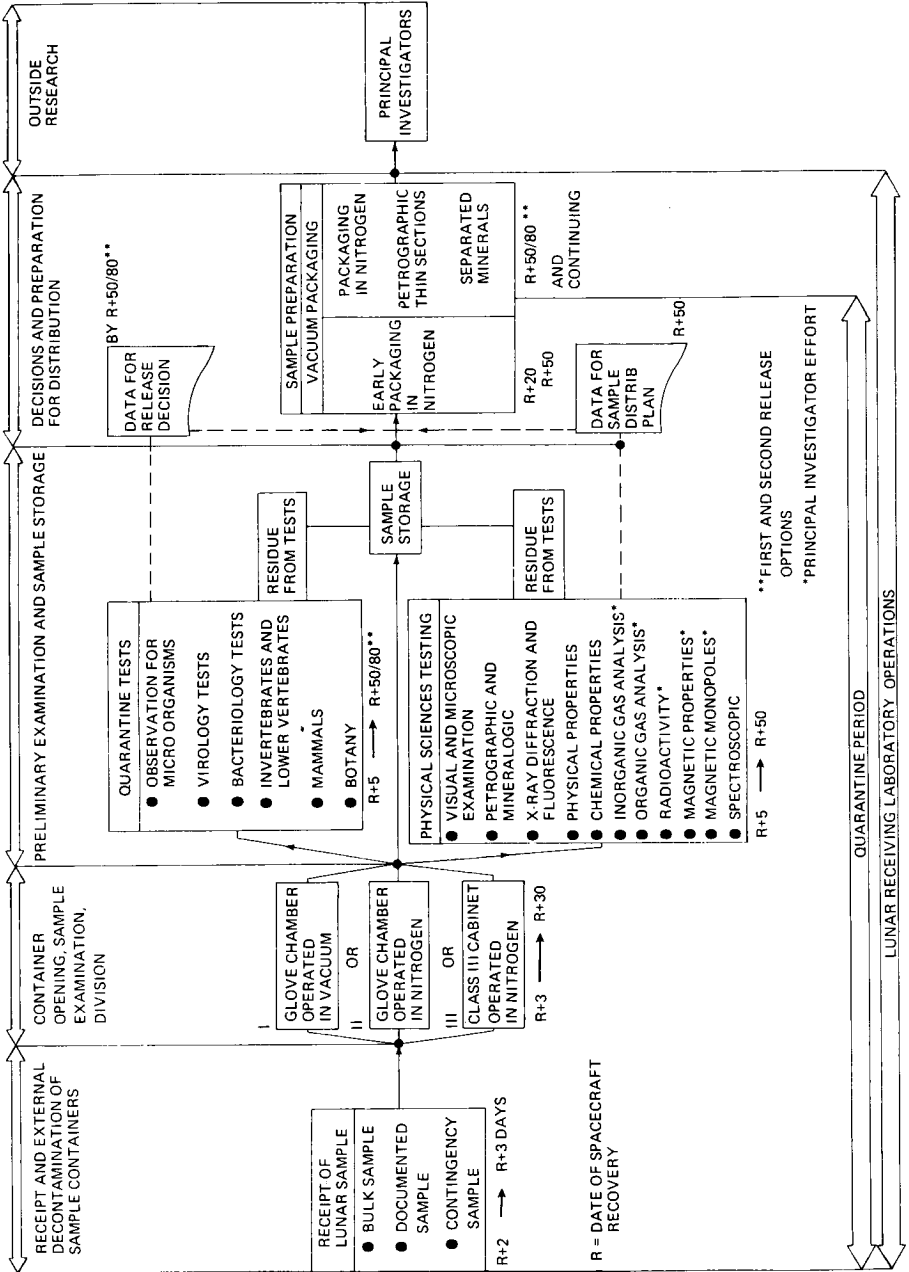 RECEIPT AND EXTERNAL
DECONTAMINATION OF
SAMPLE CONTAINERS
CONTAINER
OPENING, SAMPLE
EXAMINATION,
DIVISION
PRELIMINARY EXAMINATION AND SAMPLE STORAGE
DECISIONS AND PREPARATION
FOR DISTRIBUTION
OUTSIDE
RESEARCH
RECEIPT OF
LUNAR SAMPLE
● BULK SAMPLE
● DOCUMENTED
SAMPLE
● CONTINGENCY
SAMPLE
R+2 → R+3 DAYS
R = DATE OF SPACECRAFT
RECOVERY
I
GLOVE CHAMBER
OPERATED
IN VACUUM
OR
II
GLOVE CHAMBER
OPERATED
IN NITROGEN
OR
III
CLASS III CABINET
OPERATED
IN NITROGEN
R+3 → R+30
QUARANTINE TESTS
● OBSERVATION FOR
MICRO ORGANISMS
● VIROLOGY TESTS
● BACTERIOLOGY TESTS
● INVERTEBRATES AND
LOWER VERTEBRATES
● MAMMALS
● BOTANY
R+5 → R+50/80**
PHYSICAL SCIENCES TESTING
● VISUAL AND MICROSCOPIC
EXAMINATION
● PETROGRAPHIC AND
MINERALOGIC
● X-RAY DIFFRACTION AND
FLUORESCENCE
● PHYSICAL PROPERTIES
● CHEMICAL PROPERTIES
● INORGANIC GAS ANALYSIS*
● ORGANIC GAS ANALYSIS*
● RADIOACTIVITY*
● MAGNETIC PROPERTIES*
● MAGNETIC MONOPOLES*
● SPECTROSCOPIC
R+5 → R+50
RESIDUE
FROM TESTS
SAMPLE
STORAGE
RESIDUE
FROM TESTS
**FIRST AND SECOND RELEASE
OPTIONS
*PRINCIPAL INVESTIGATOR EFFORT
DATA FOR
RELEASE
DECISION
BY R+50/80**
DATA FOR
SAMPLE
DISTRIB
PLAN
R+50
SAMPLE PREPARATION
VACUUM PACKAGING
EARLY
PACKAGING
IN
NITROGEN
PACKAGING
IN NITROGEN
PETROGRAPHIC
THIN SECTIONS
SEPARATED
MINERALS
R+20
R+50
R+50/80**
AND
CONTINUING
PRINCIPAL
INVESTIGATORS
QUARANTINE PERIOD
LUNAR RECEIVING LABORATORY OPERATIONS